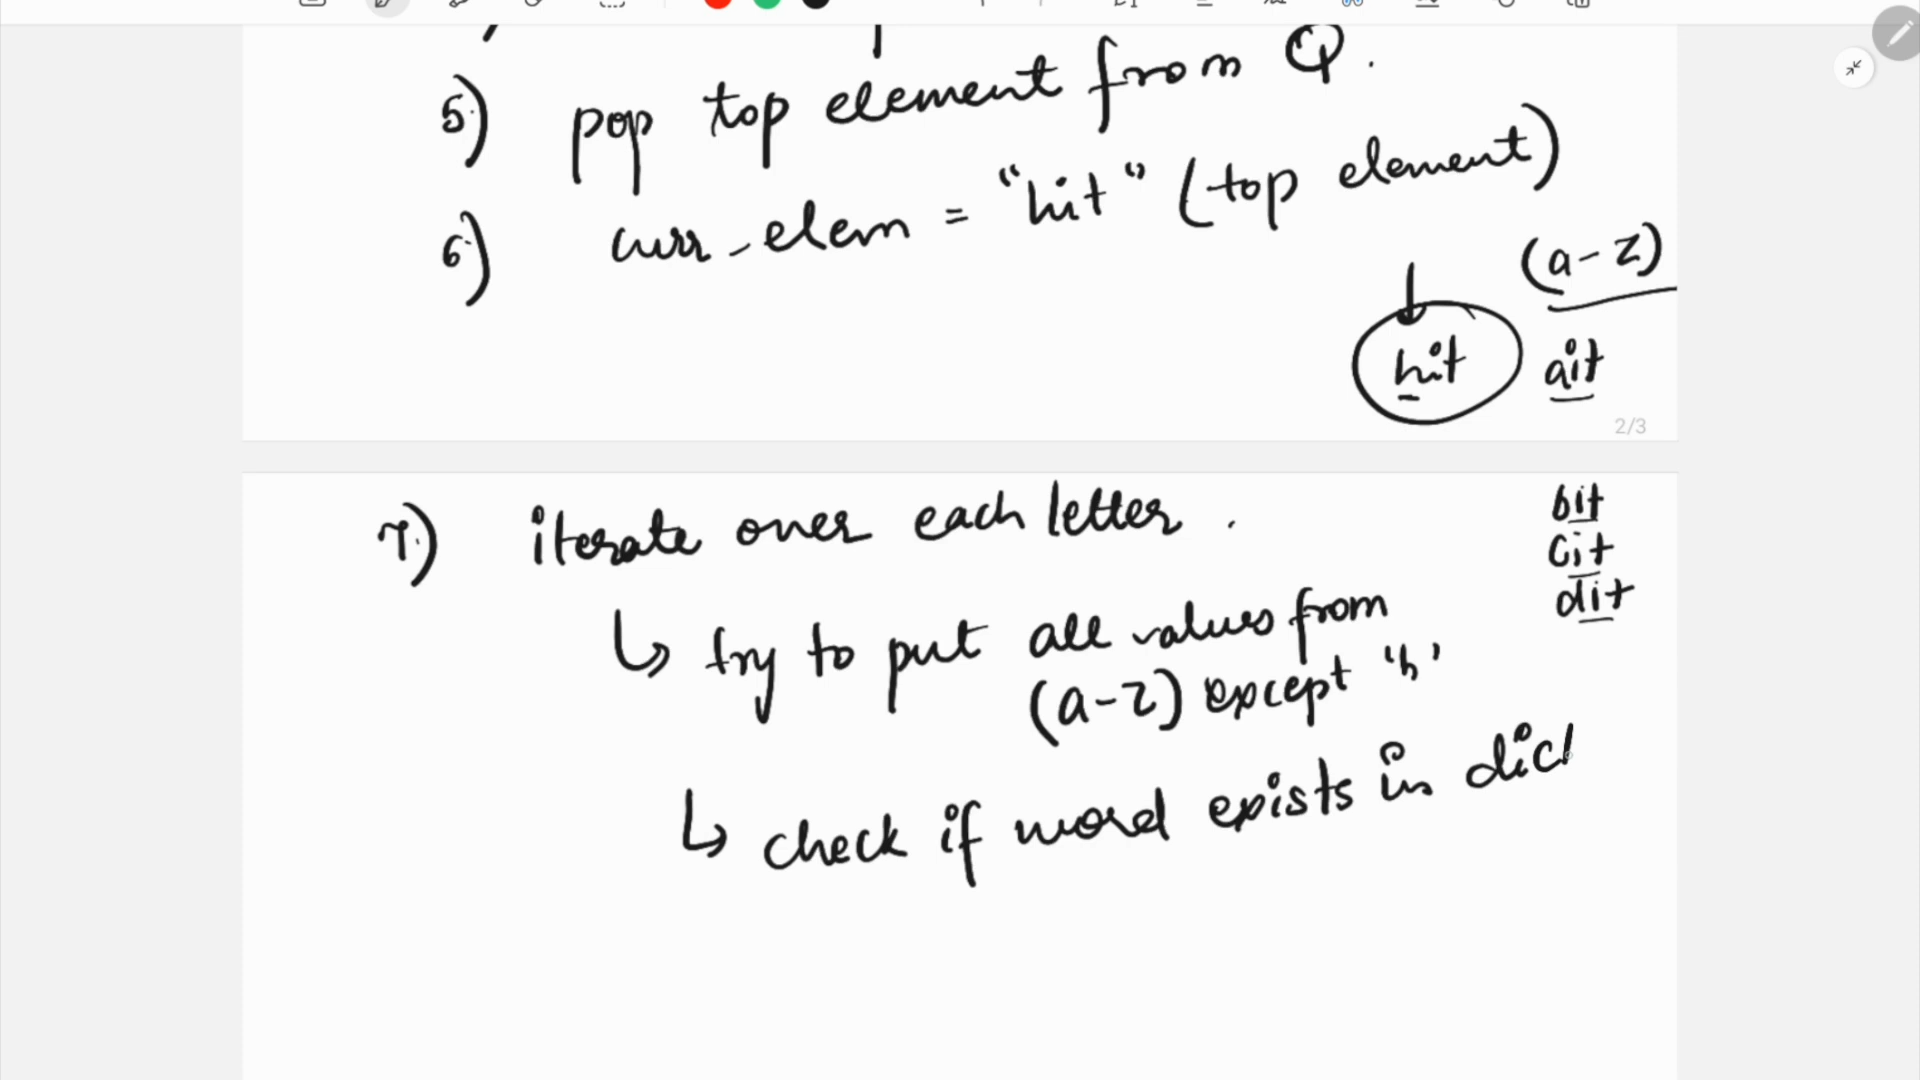 5) pop top element from Q.
6) curr_elem = "hit" (top element)
(a-z)
hit ait
2/3
7) iterate over each letter.
bit
cit
dit
↳ try to put all values from
(a-z) except 'h'
↳ check if word exists in dict